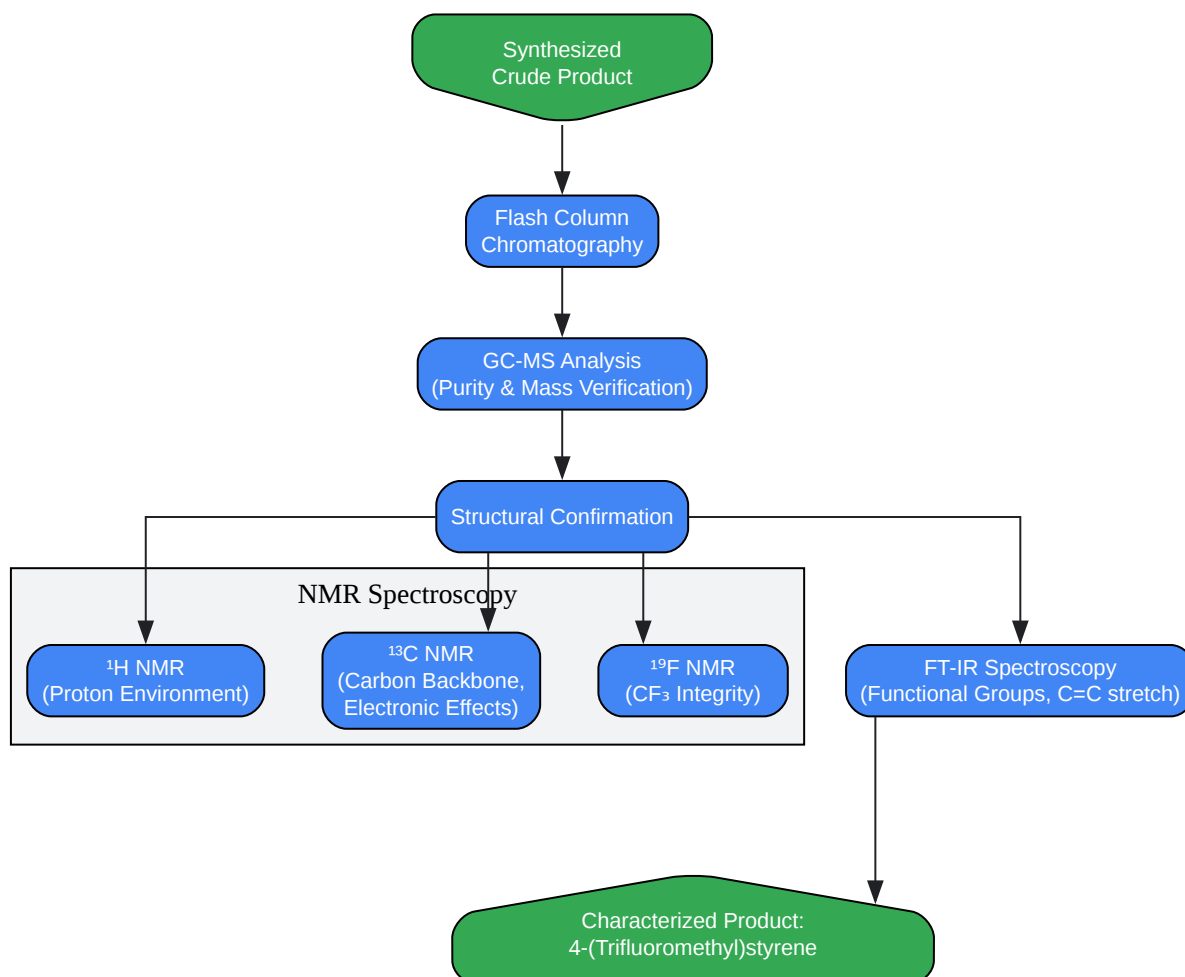 Synthesized
Crude Product
Flash Column
Chromatography
GC-MS Analysis
(Purity & Mass Verification)
Structural Confirmation
NMR Spectroscopy
¹H NMR
(Proton Environment)
¹³C NMR
(Carbon Backbone,
Electronic Effects)
¹⁹F NMR
(CF₃ Integrity)
FT-IR Spectroscopy
(Functional Groups, C=C stretch)
Characterized Product:
4-(Trifluoromethyl)styrene